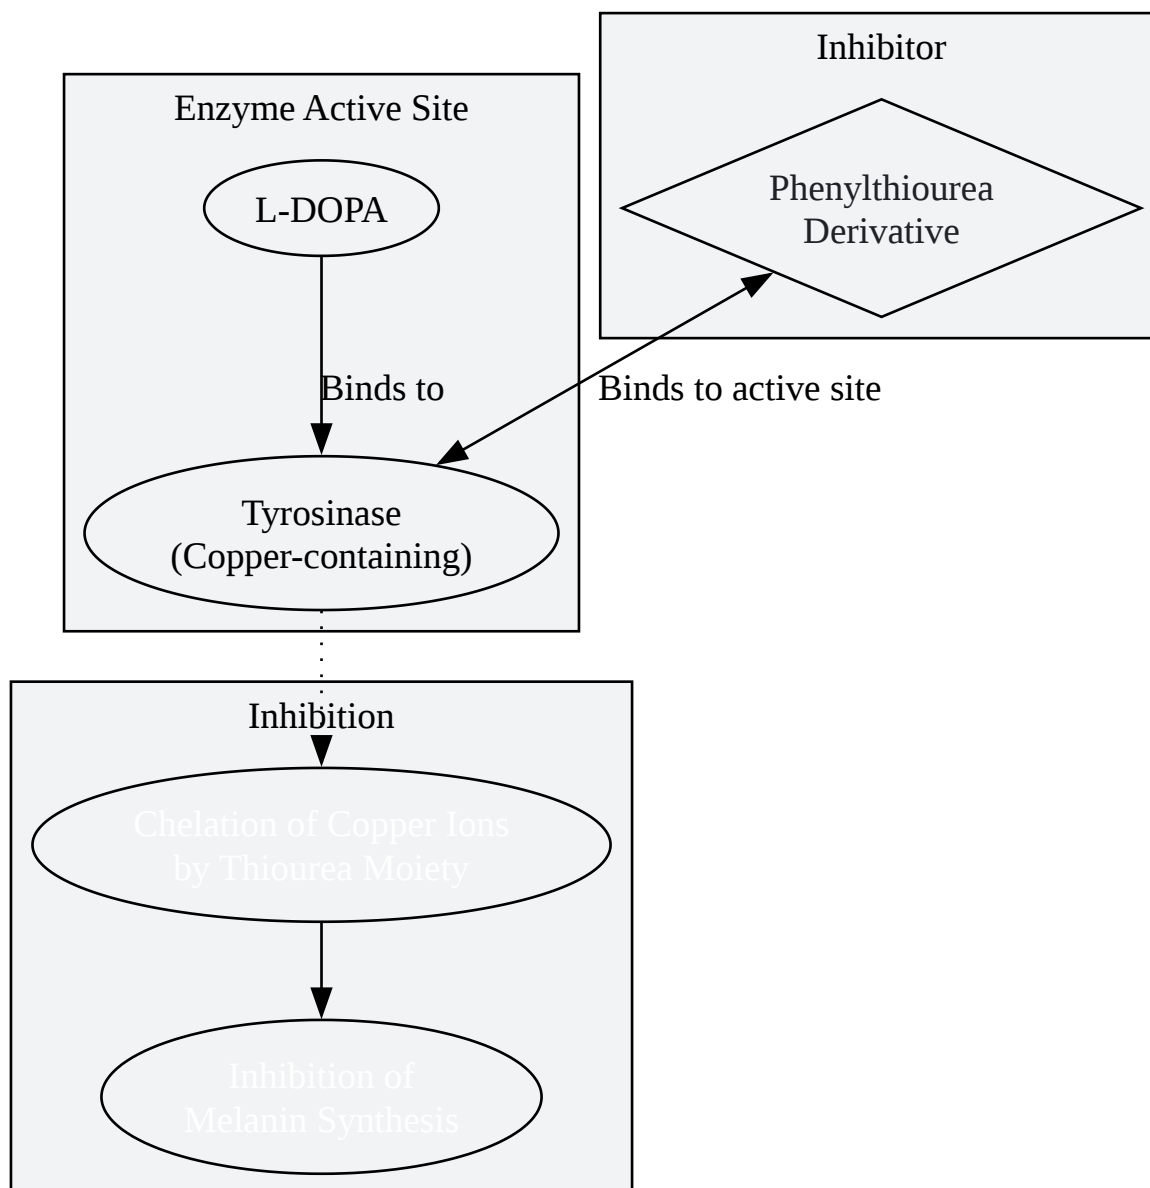 Inhibitor
Enzyme Active Site
L-DOPA
Phenylthiourea
Derivative
Binds to
Binds to active site
Tyrosinase
(Copper-containing)
Inhibition
Chelation of Copper Ions
by Thiourea Moiety
Inhibition of
Melanin Synthesis